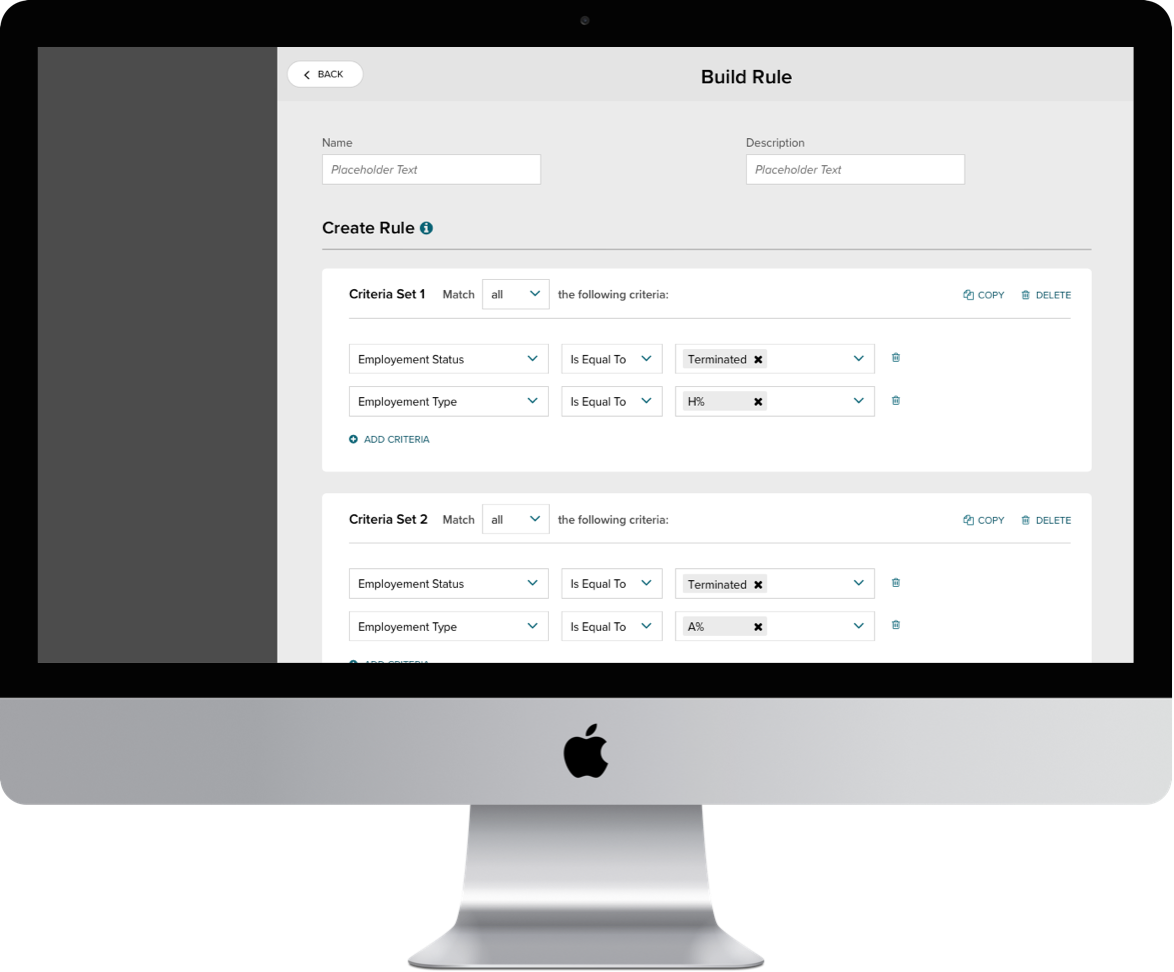 BACK
Build Rule
Name Description
Placeholder Text Placeholder Text
Create Rule
Criteria Set 1 Match all the following criteria: COPY DELETE
Employement Status Is Equal To Terminated
Employement Type Is Equal To H%
ADD CRITERIA
Criteria Set 2 Match all the following criteria: COPY DELETE
Employement Status Is Equal To Terminated
Employement Type Is Equal To A%
ADD CRITERIA